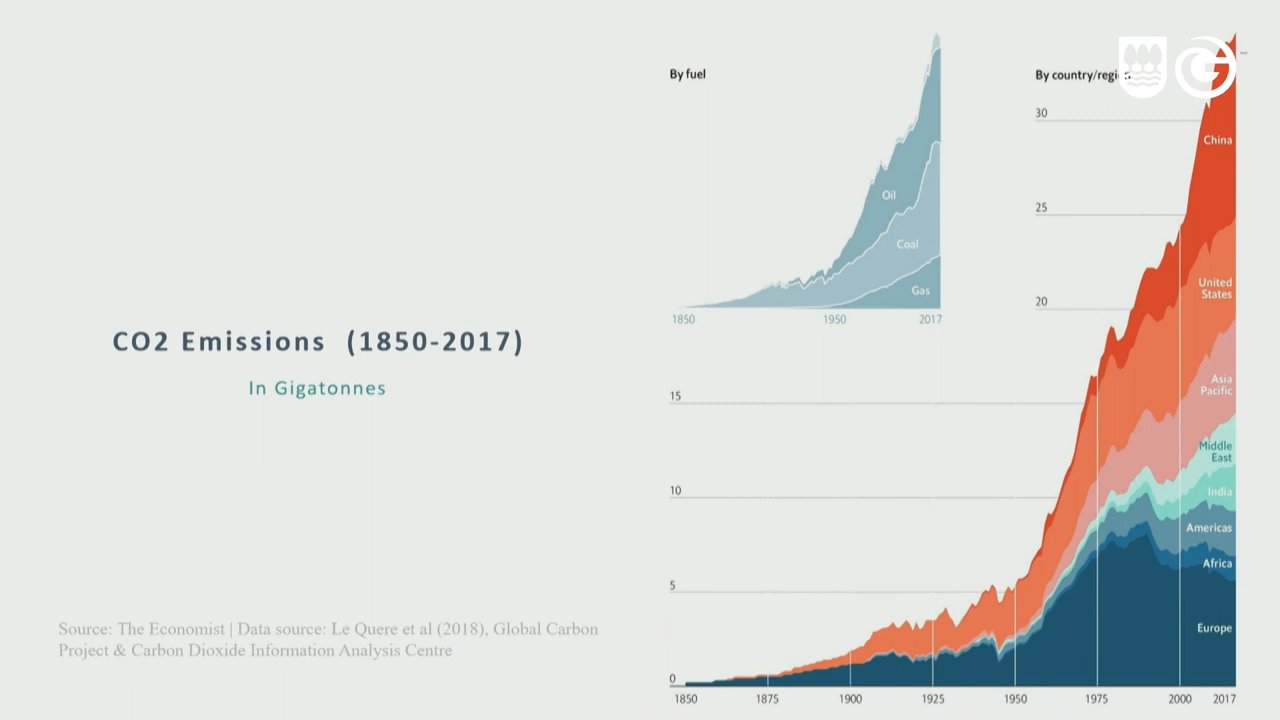 CO2 Emissions (1850-2017)
In Gigatonnes
Source: The Economist | Data source: Le Quere et al (2018), Global Carbon
Project & Carbon Dioxide Information Analysis Centre
By fuel
Oil
Coal
Gas
1850 1950 2017
By country/region
30
25
20
15
10
5
0
China
United
States
Asia
Pacific
Middle
East
India
Americas
Africa
Europe
1850 1875 1900 1925 1950 1975 2000 2017